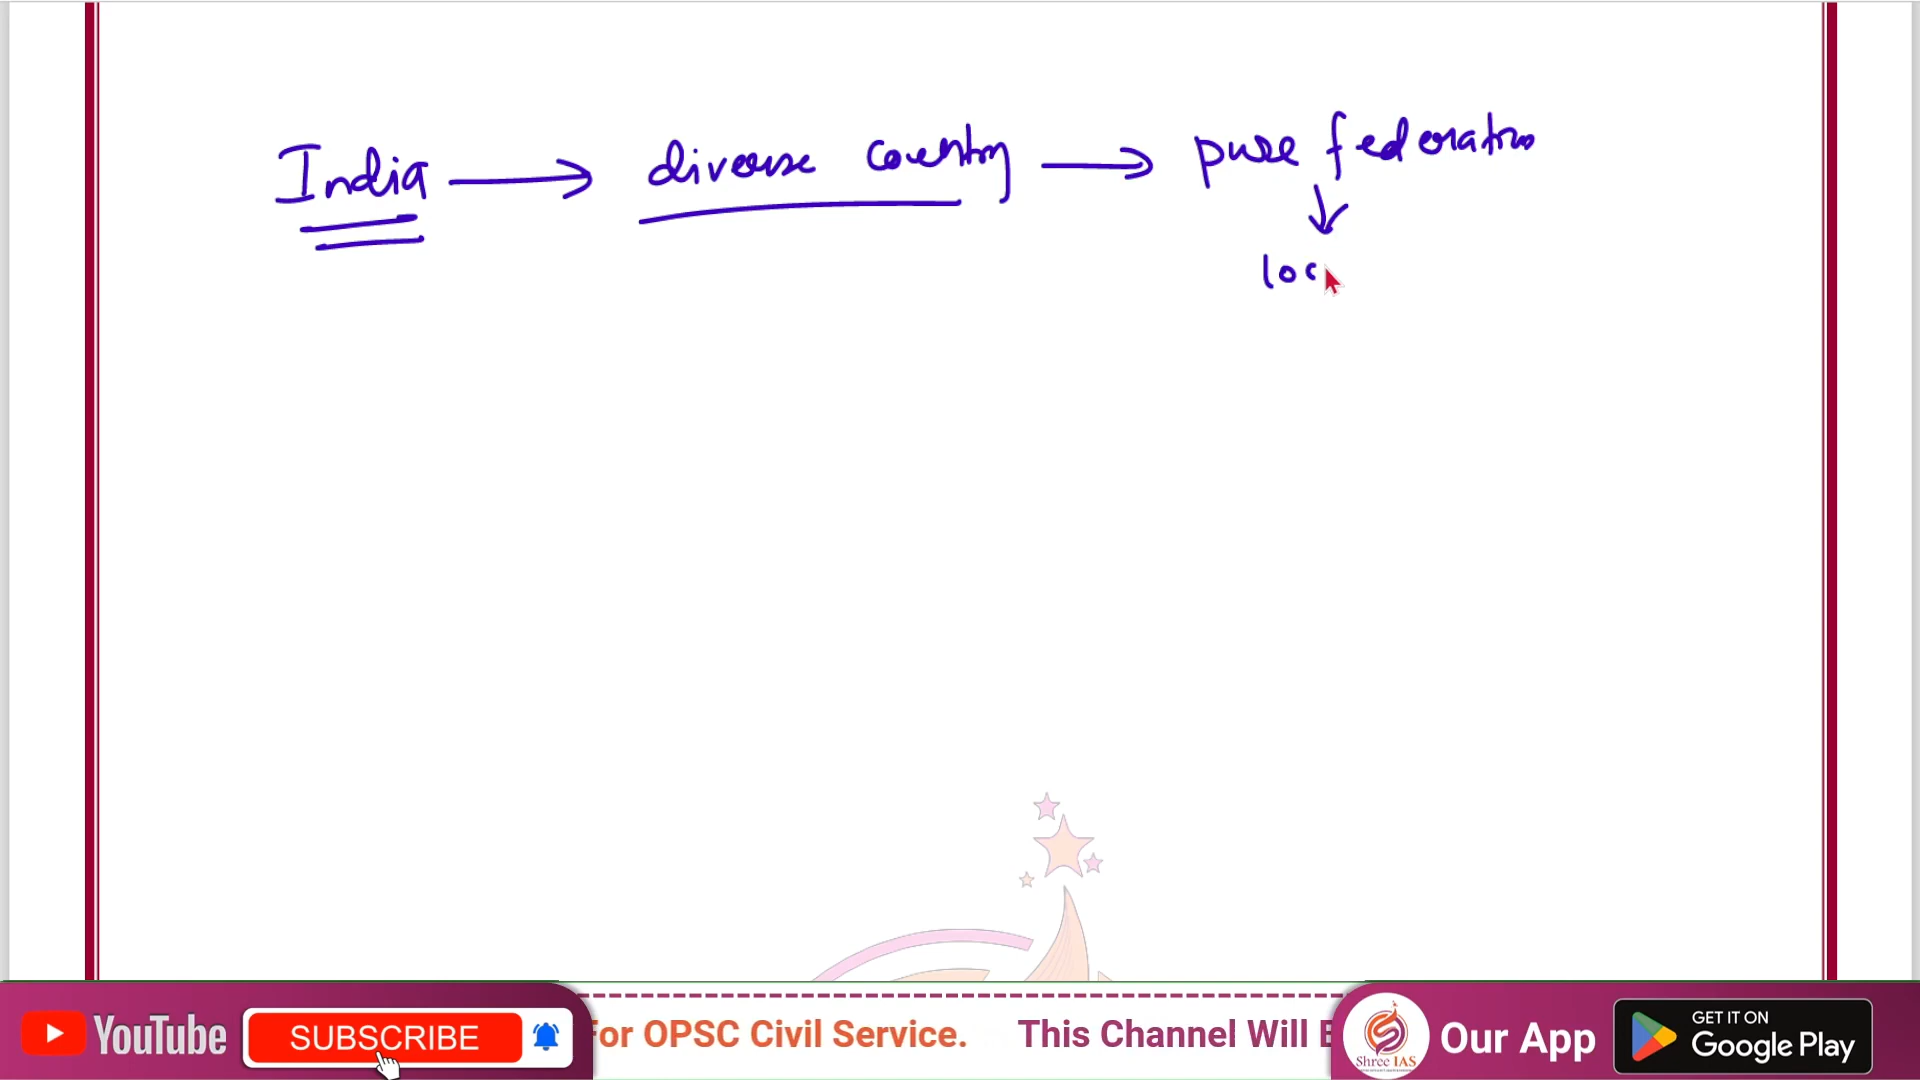 India → diverse country → pure federation
↓
loc
YouTube SUBSCRIBE For OPSC Civil Service. This Channel Will Shree IAS Our App GET IT ON Google Play